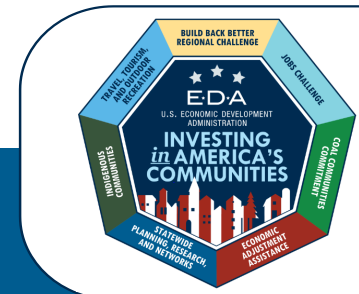 BUILD BACK BETTER
REGIONAL CHALLENGE
JOBS CHALLENGE
COAL COMMUNITIES
COMMITMENT
ECONOMIC
ADJUSTMENT
ASSISTANCE
STATEWIDE
PLANNING, RESEARCH,
AND NETWORKS
INDIGENOUS
COMMUNITIES
TRAVEL, TOURISM,
AND OUTDOOR
RECREATION
E·D·A
U.S. ECONOMIC DEVELOPMENT
ADMINISTRATION
INVESTING
in AMERICA'S
COMMUNITIES